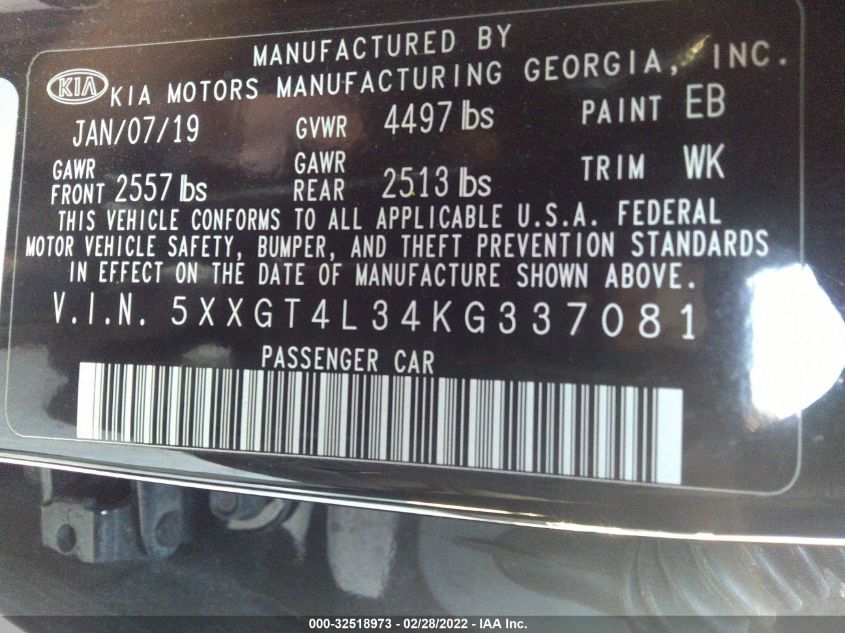 MANUFACTURED BY
KIA KIA MOTORS MANUFACTURING GEORGIA, INC.
JAN/07/19 GVWR 4497 lbs PAINT EB
GAWR FRONT 2557 lbs GAWR REAR 2513 lbs TRIM WK
THIS VEHICLE CONFORMS TO ALL APPLICABLE U.S.A. FEDERAL
MOTOR VEHICLE SAFETY, BUMPER, AND THEFT PREVENTION STANDARDS
IN EFFECT ON THE DATE OF MANUFACTURE SHOWN ABOVE.
V.I.N. 5XXGT4L34KG337081
PASSENGER CAR
000-32518973 - 02/28/2022 - IAA Inc.